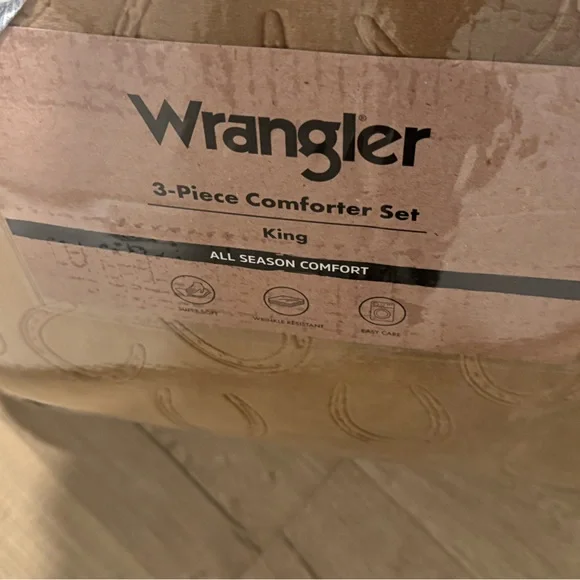 Wrangler®
3-Piece Comforter Set
King
ALL SEASON COMFORT
WRINKLE RESISTANT
EASY CARE